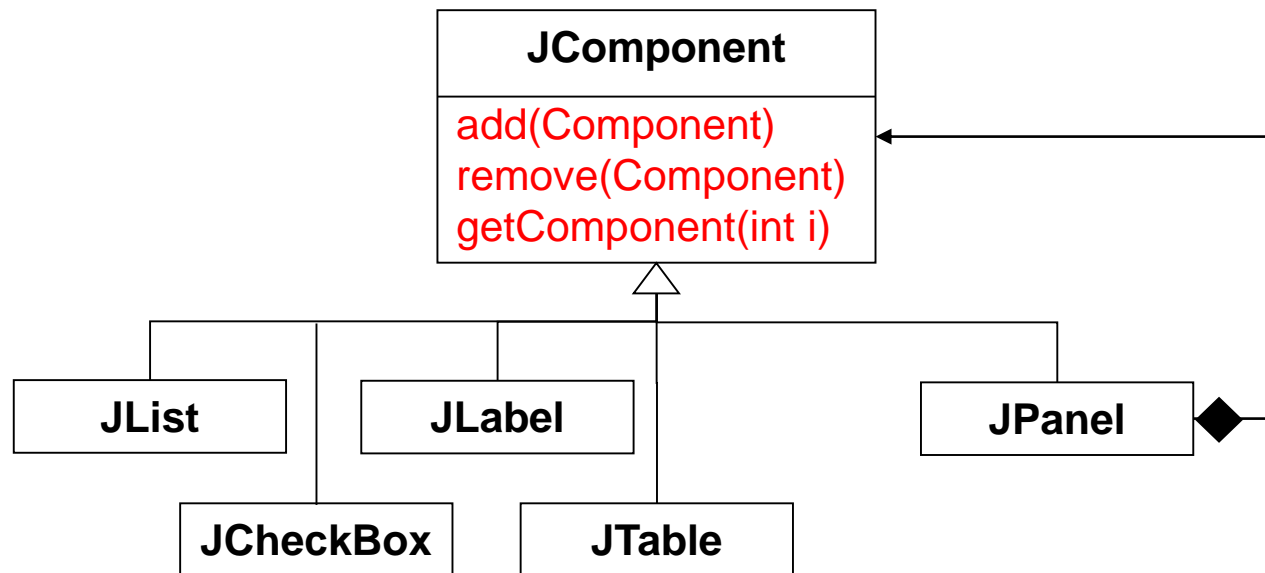 JComponent
add(Component)
remove(Component)
getComponent(int i)
JList
JLabel
JPanel
JCheckBox
JTable